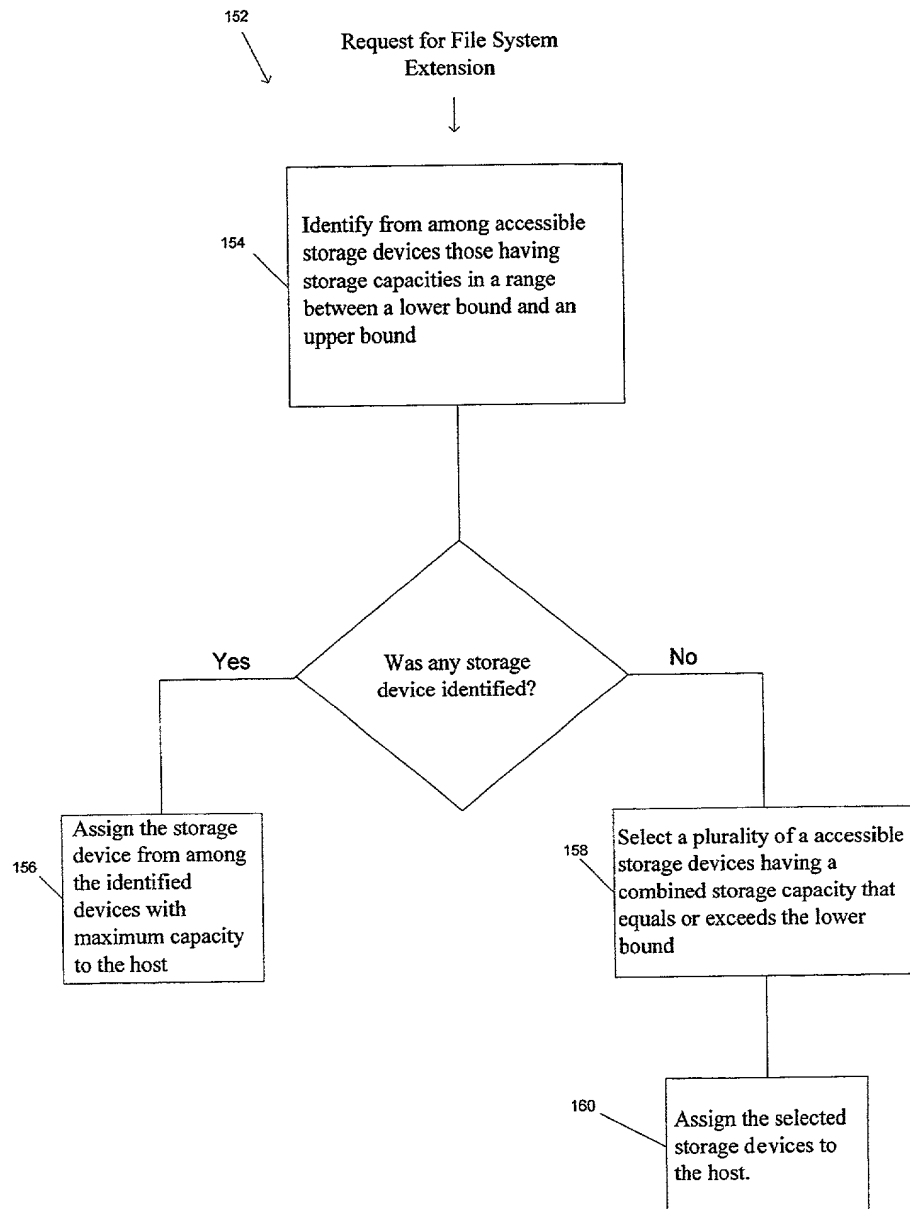 152
Request for File System
Extension
154
Identify from among accessible
storage devices those having
storage capacities in a range
between a lower bound and an
upper bound
Was any storage
device identified?
Yes
No
156
Assign the storage
device from among
the identified
devices with
maximum capacity
to the host
158
Select a plurality of a accessible
storage devices having a
combined storage capacity that
equals or exceeds the lower
bound
160
Assign the selected
storage devices to
the host.